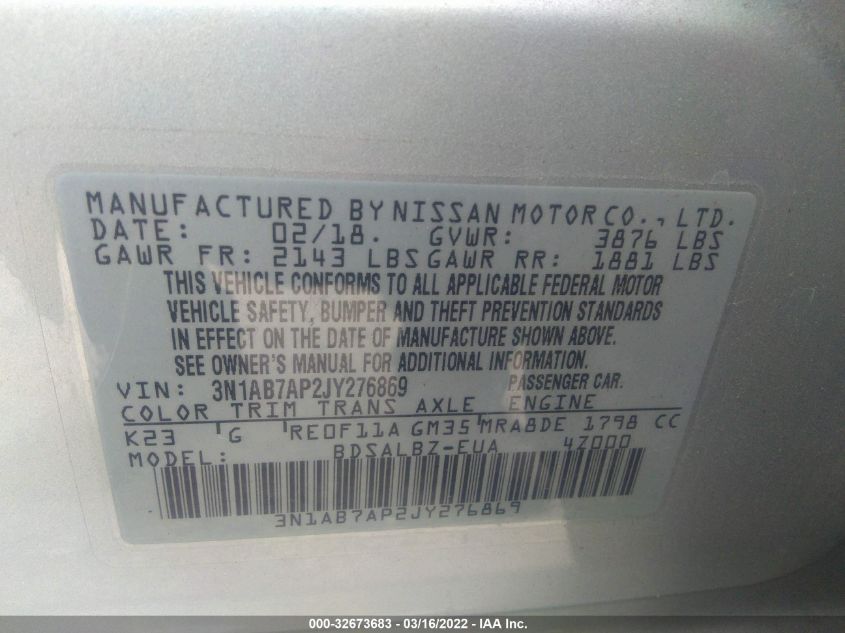 MANUFACTURED BY NISSAN MOTOR CO., LTD.
DATE: 02/18. GVWR: 3876 LBS
GAWR FR: 2143 LBS GAWR RR: 1881 LBS
THIS VEHICLE CONFORMS TO ALL APPLICABLE FEDERAL MOTOR
VEHICLE SAFETY, BUMPER AND THEFT PREVENTION STANDARDS
IN EFFECT ON THE DATE OF MANUFACTURE SHOWN ABOVE.
SEE OWNER'S MANUAL FOR ADDITIONAL INFORMATION.
VIN: 3N1AB7AP2JY276869 PASSENGER CAR.
COLOR TRIM TRANS AXLE ENGINE
K23 G RE0F11A GM35 MRA8DE 1798 CC
MODEL: BDSALBZ-EUA 4Z000
3N1AB7AP2JY276869
000-32673683 - 03/16/2022 - IAA Inc.